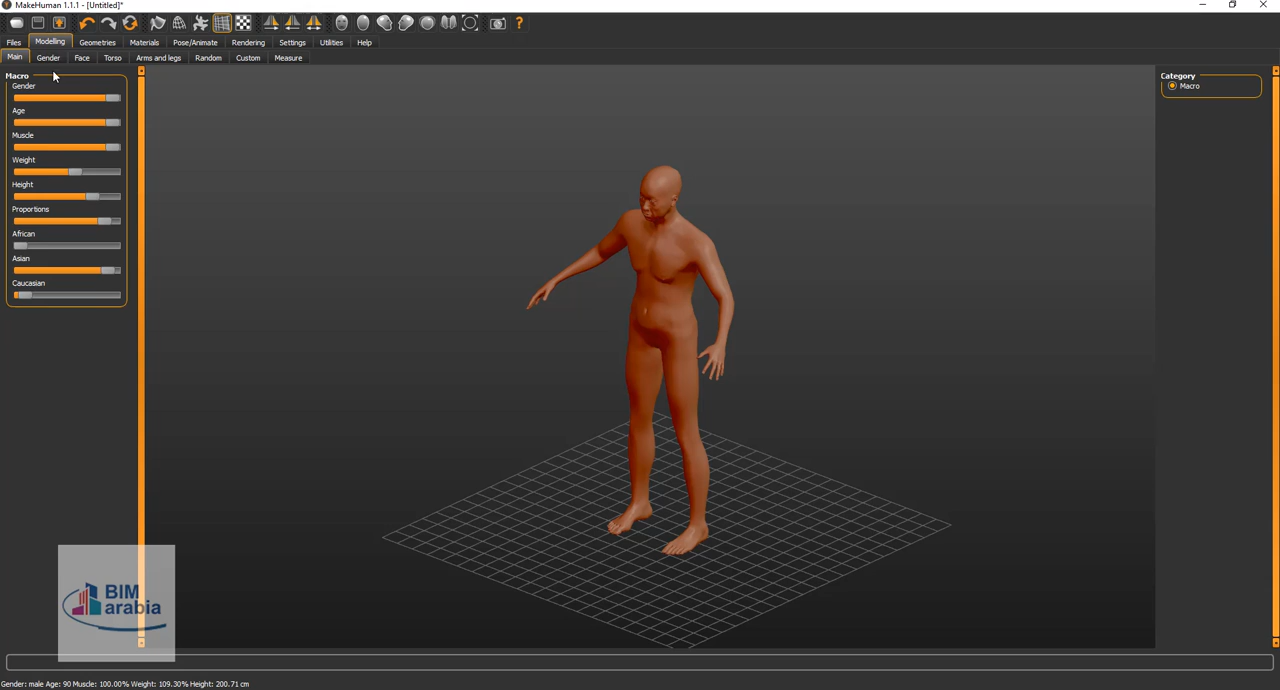 MakeHuman 1.1.1 - [Untitled]*
Files Modelling Geometries Materials Pose/Animate Rendering Settings Utilities Help
Main Gender Face Torso Arms and legs Random Custom Measure
Macro
Gender
Age
Muscle
Weight
Height
Proportions
African
Asian
Caucasian
Category
Macro
BIM
arabia
Gender: male Age: 90 Muscle: 100.00% Weight: 109.30% Height: 200.71 cm